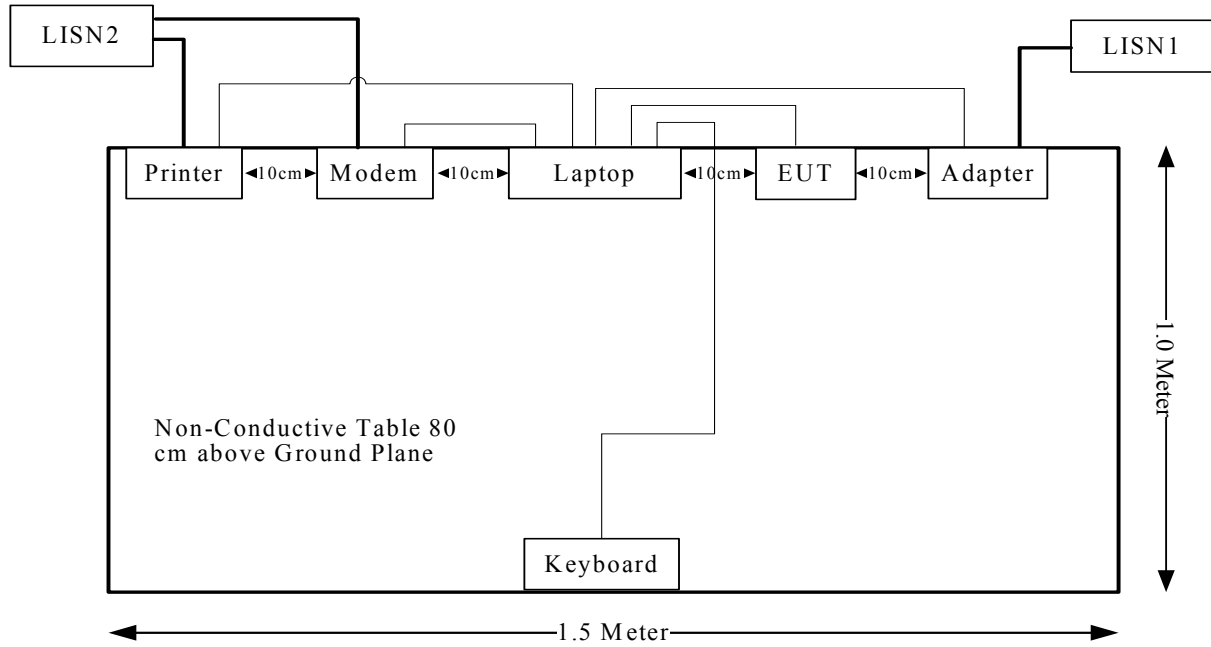 LISN2
LISN1
Printer
10cm
Modem
10cm
Laptop
10cm
EUT
10cm
Adapter
1.0 Meter
Non-Conductive Table 80
cm above Ground Plane
Keyboard
1.5 Meter